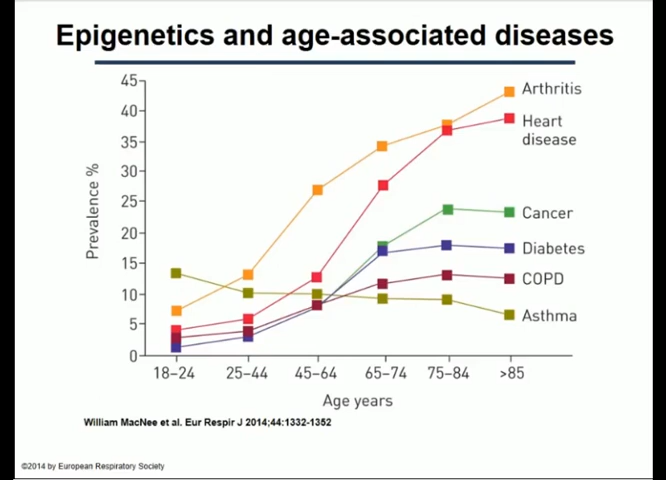 Epigenetics and age-associated diseases
45
40
35
30
25
20
15
10
5
0
Prevalence %
Arthritis
Heart
disease
Cancer
Diabetes
COPD
Asthma
18–24
25–44
45–64
65–74
75–84
>85
Age years
William MacNee et al. Eur Respir J 2014;44:1332-1352
©2014 by European Respiratory Society